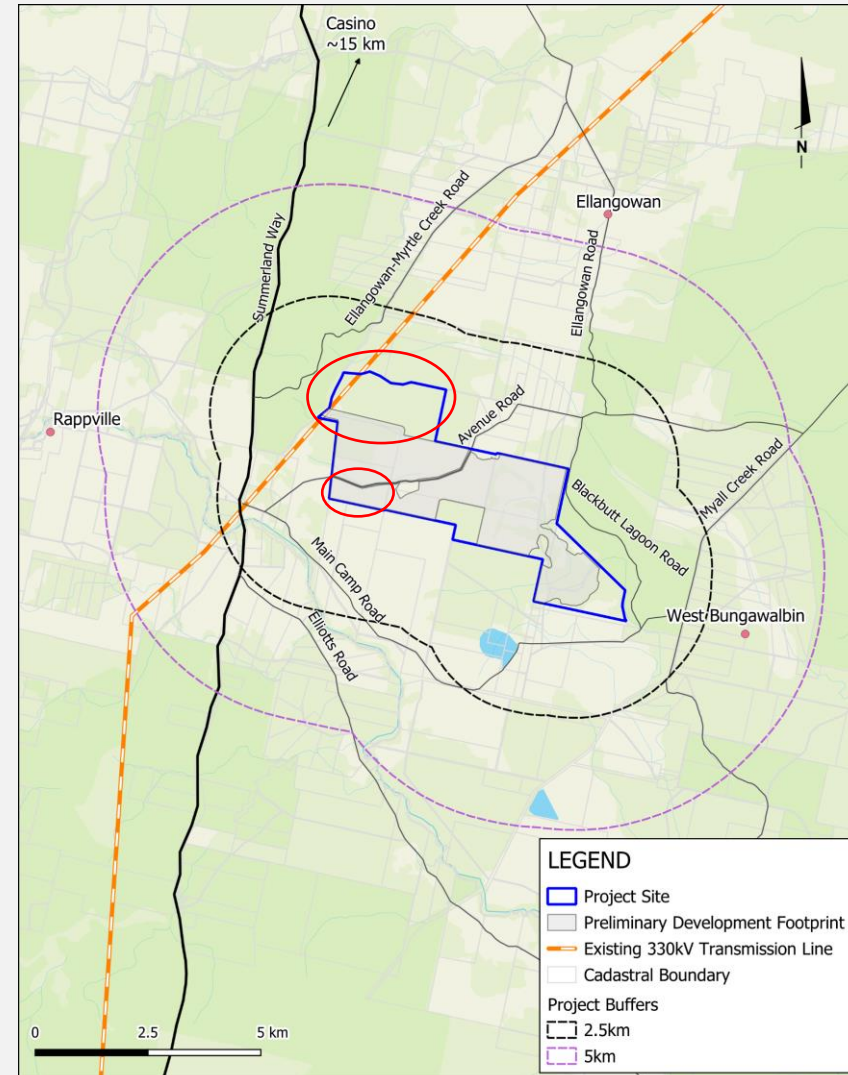 Casino
~15 km
N
Ellangowan-Myrtle Creek Road
Ellangowan
Summerland Way
Ellangowan Road
Rappville
Avenue Road
Myall Creek Road
Blackbutt Lagoon Road
Main Camp Road
West Bungawalbin
Elliotts Road
LEGEND
Project Site
Preliminary Development Footprint
Existing 330kV Transmission Line
Cadastral Boundary
Project Buffers
2.5km
5km
0 2.5 5 km